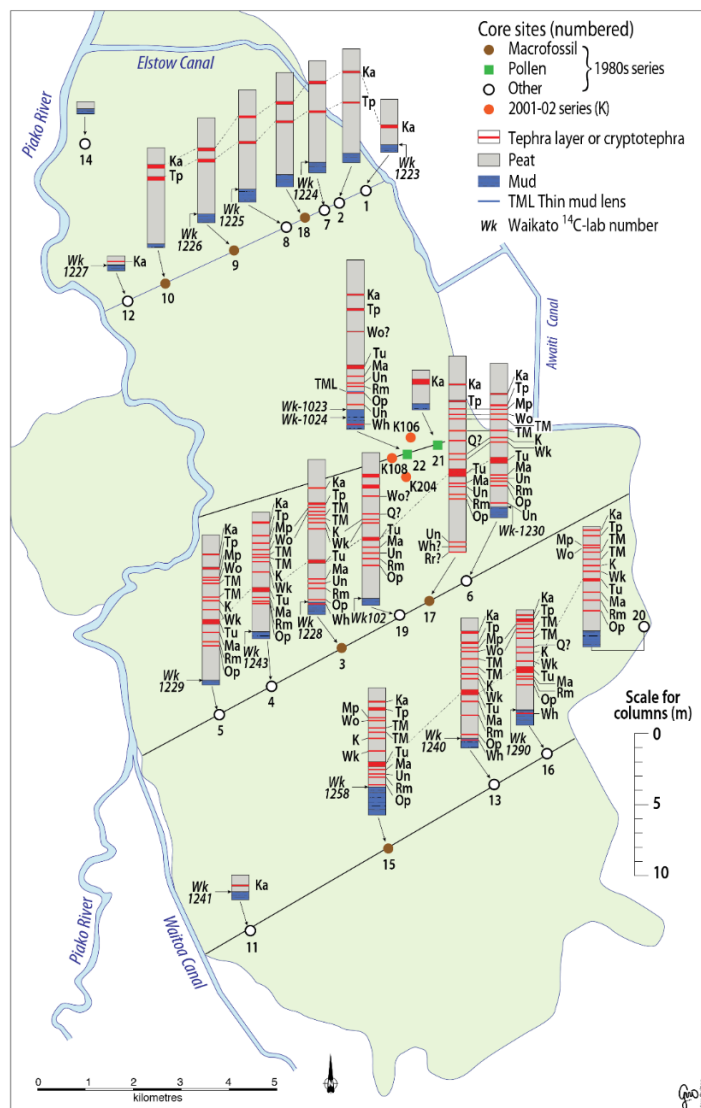 Core sites (numbered)
Macrofossil
Pollen
Other
1980s series
2001-02 series (K)
Tephra layer or cryptotephra
Peat
Mud
TML Thin mud lens
Wk Waikato 14C-lab number
Elstow Canal
Piako River
14
Ka
Tp
Ka
Tp
Ka
Wk
1223
Wk
1224
Wk
1225
Wk
1226
Wk
1227
Ka
12
10
9
8
18
7
2
1
Awaiti Canal
Ka
Tp
Wo?
Tu
Ma
Un
Rm
Op
Un
Wh
TML
Wk-1023
Wk-1024
Ka
K106
K108
22
21
K204
Ka
Tp
Q?
Tu
Ma
Un
Rm
Op
Un
Wh?
Rr?
17
Ka
Tp
Mp
Wo
TM
TM
K
Wk
Tu
Ma
Un
Rm
Op
Un
Wk-1230
6
Wo?
Q?
Tu
Ma
Un
Rm
Op
Wk102
19
Ka
Tp
TM
TM
K
Wk
Tu
Ma
Un
Rm
Op
Wh
Wk
1228
3
Ka
Tp
Mp
Wo
TM
TM
K
Wk
Tu
Ma
Rm
Op
Wk
1243
4
Ka
Tp
Mp
Wo
TM
TM
K
Wk
Tu
Ma
Rm
Op
Wk
1229
5
Mp
Wo
Ka
Tp
TM
TM
K
Wk
Tu
Ma
Rm
Op
20
Ka
Tp
TM
TM
Q?
K
Wk
Tu
Ma
Rm
Op
Wh
Wk
1290
16
Ka
Tp
Mp
Wo
TM
TM
K
Wk
Tu
Ma
Rm
Op
Wh
Wk
1240
13
Mp
Wo
K
Wk
Ka
Tp
TM
TM
Tu
Ma
Un
Rm
Op
Wk
1258
15
Wk
1241
Ka
11
Scale for
columns (m)
0
5
10
Piako River
Waitoa Canal
0 1 2 3 4 5
kilometres
N